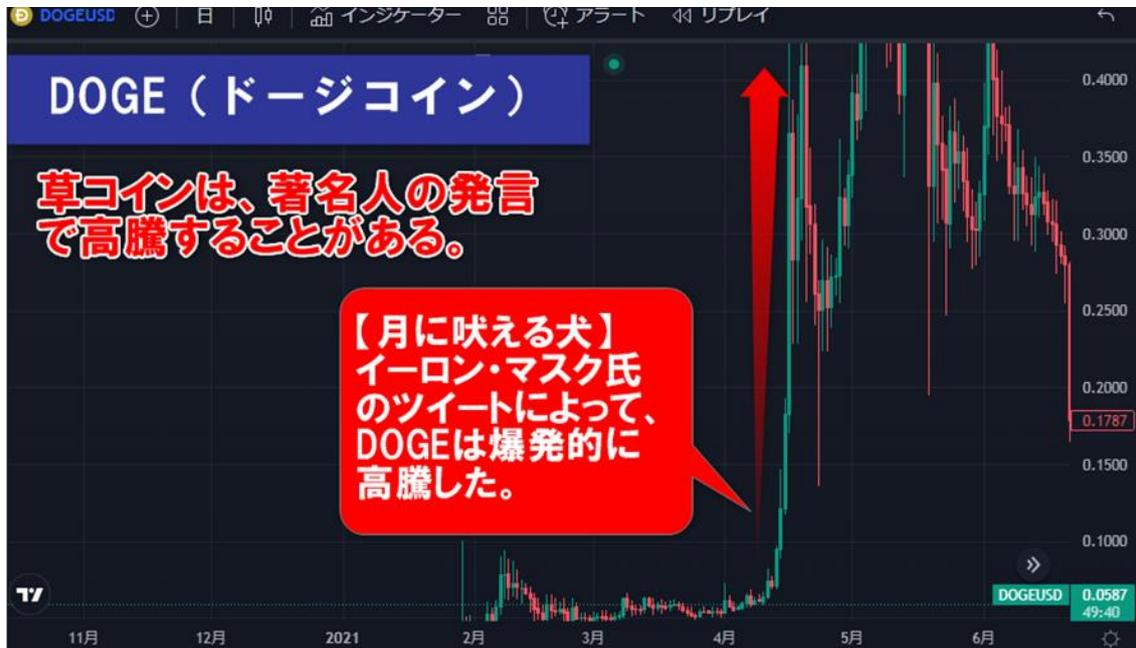 DOGEUSD
日
インジケーター
アラート
リプレイ
DOGE（ドージコイン）
草コインは、著名人の発言
で高騰することがある。
【月に吠える犬】
イーロン・マスク氏
のツイートによって、
DOGEは爆発的に
高騰した。
0.4000
0.3500
0.3000
0.2500
0.2000
0.1787
0.1500
0.1000
DOGEUSD 0.0587
49:40
11月 12月 2021 2月 3月 4月 5月 6月